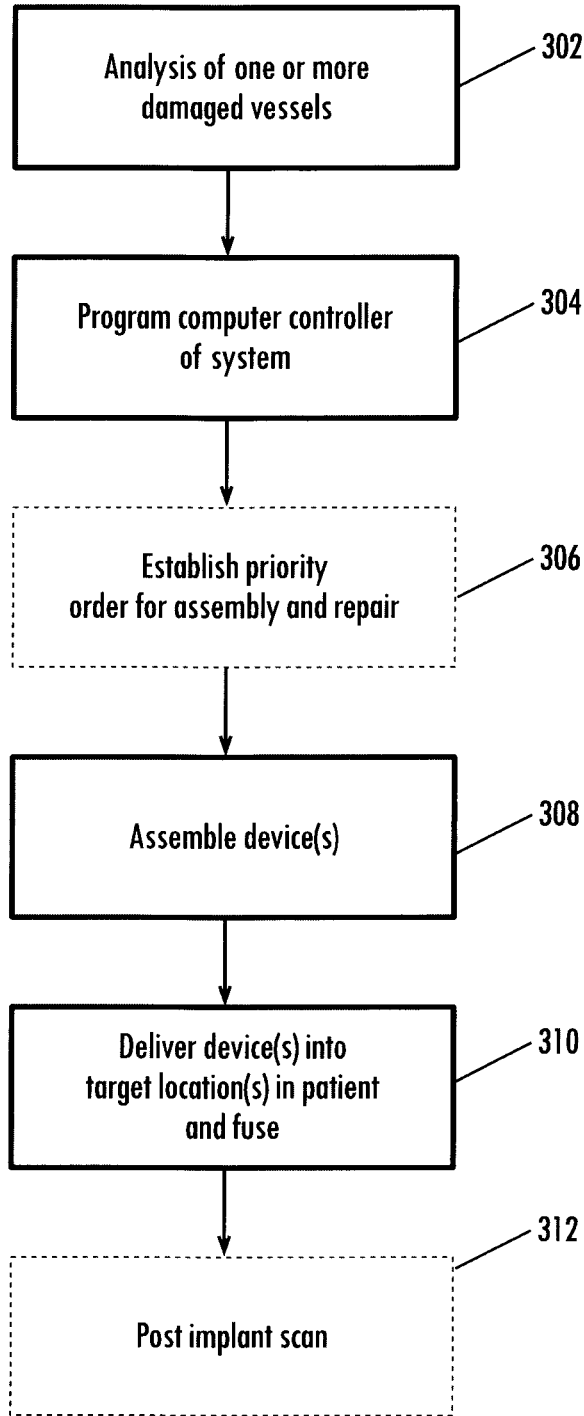 Analysis of one or more
damaged vessels
302
Program computer controller
of system
304
Establish priority
order for assembly and repair
306
Assemble device(s)
308
Deliver device(s) into
target location(s) in patient
and fuse
310
Post implant scan
312